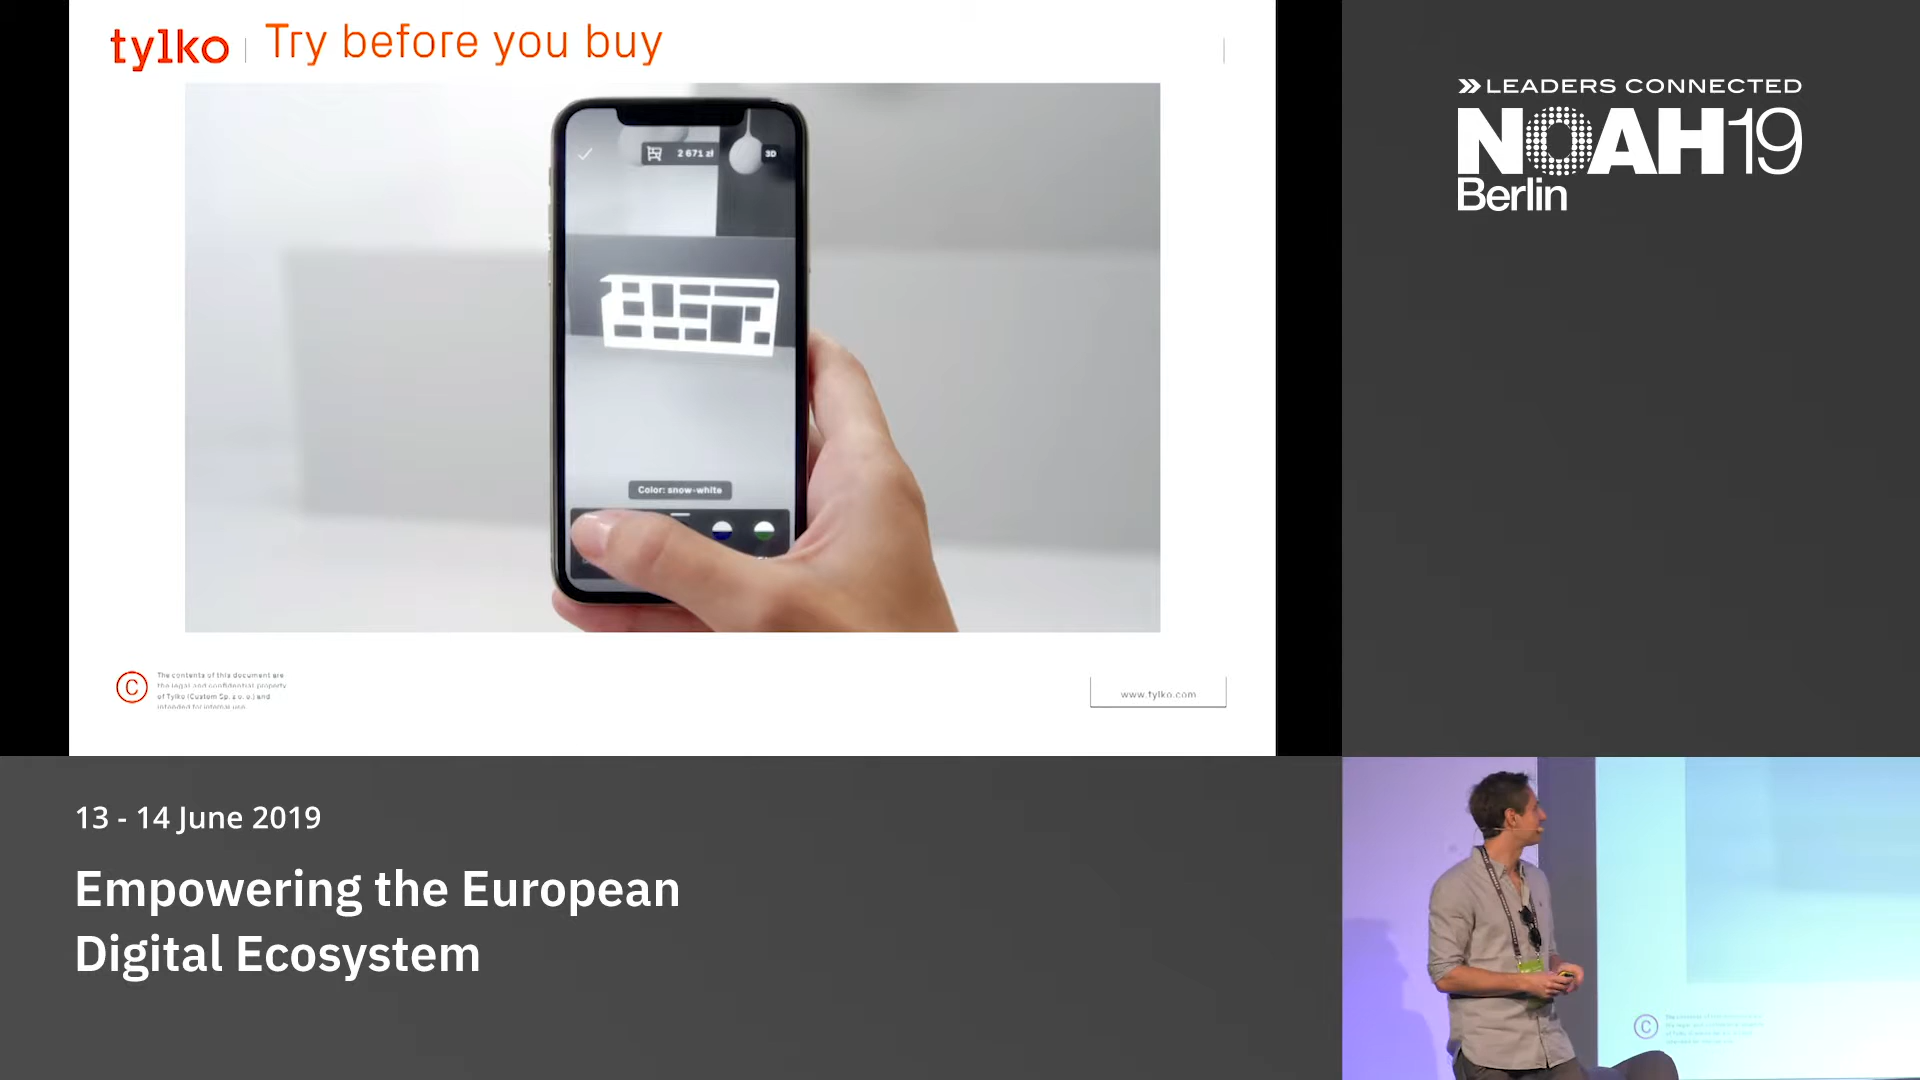 tylko
Try before you buy
2 671 zł
3D
Color: snow-white
The contents of this document are
the legal and confidential property
of Tylko (Custom Sp. z o. o.) and
intended for internal use.
www.tylko.com
LEADERS CONNECTED
NOAH19
Berlin
13 - 14 June 2019
Empowering the European
Digital Ecosystem